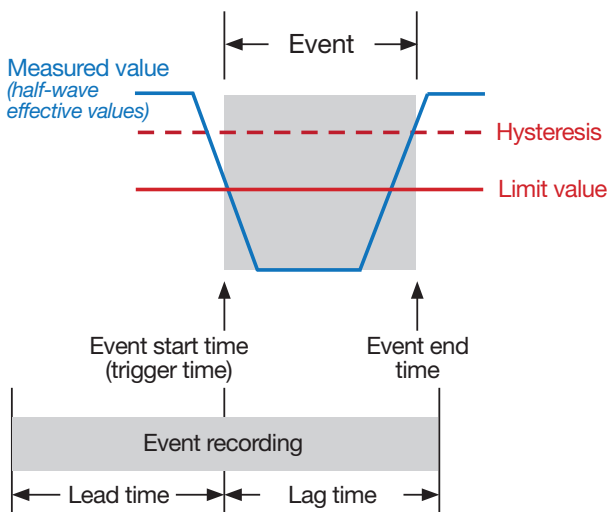 Event
Measured value
(half-wave
effective values)
Hysteresis
Limit value
Event start time
(trigger time)
Event end
time
Event recording
Lead time
Lag time